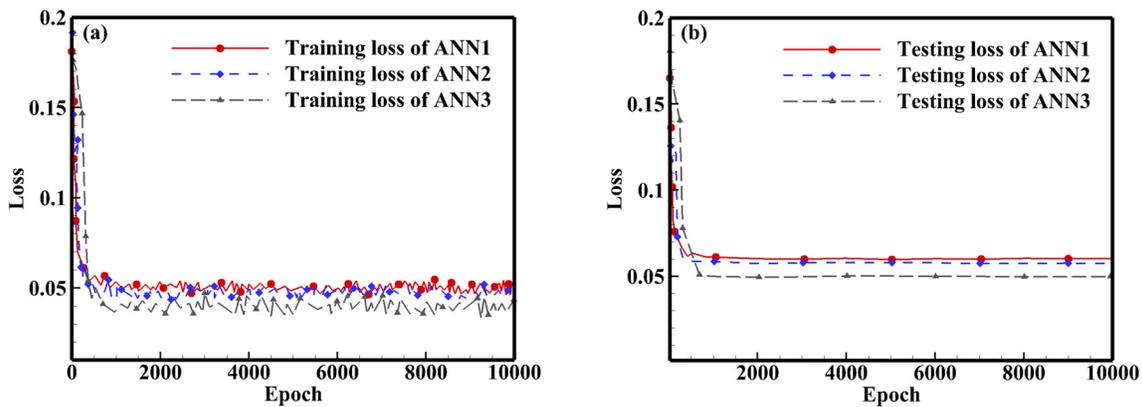 (a)
Training loss of ANN1
Training loss of ANN2
Training loss of ANN3
0.2
0.15
0.1
0.05
Loss
0 2000 4000 6000 8000 10000
Epoch
(b)
Testing loss of ANN1
Testing loss of ANN2
Testing loss of ANN3
0.2
0.15
0.1
0.05
Loss
2000 4000 6000 8000 10000
Epoch